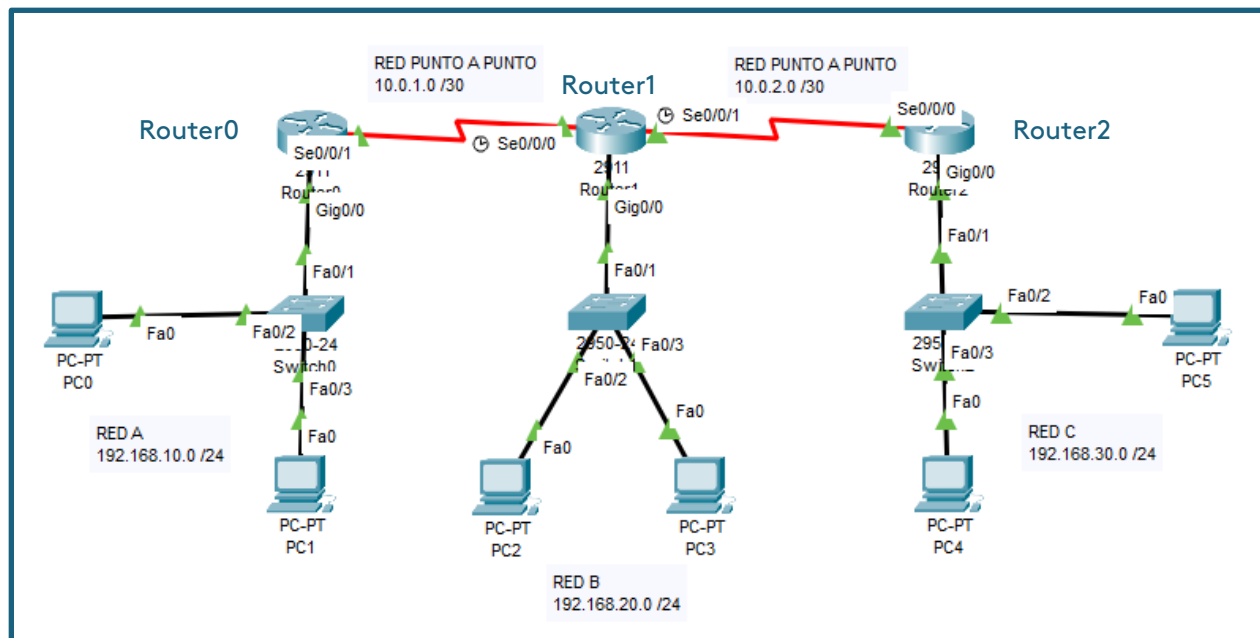 RED PUNTO A PUNTO
10.0.1.0 /30
RED PUNTO A PUNTO
10.0.2.0 /30
Router0
Router1
Router2
Se0/0/1
Se0/0/0
Se0/0/1
Se0/0/0
2911
Gig0/0
Gig0/0
Gig0/0
Fa0/1
Fa0/1
Fa0/1
Fa0
Fa0/2
Fa0/3
Fa0/2
Fa0/3
Fa0/3
Fa0/2
Fa0
Switch0
PC-PT
PC0
Fa0
Fa0
Fa0
Fa0
RED A
192.168.10.0 /24
PC-PT
PC1
PC-PT
PC2
PC-PT
PC3
PC-PT
PC4
PC-PT
PC5
RED C
192.168.30.0 /24
RED B
192.168.20.0 /24